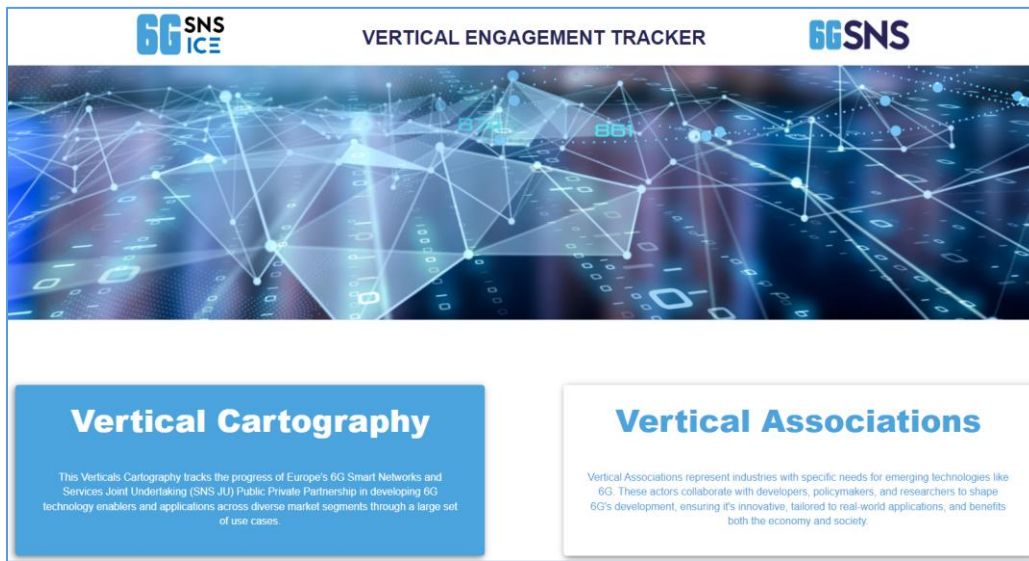 6G SNS
ICE
VERTICAL ENGAGEMENT TRACKER
6GSNS
861
Vertical Cartography
This Verticals Cartography tracks the progress of Europe's 6G Smart Networks and
Services Joint Undertaking (SNS JU) Public Private Partnership in developing 6G
technology enablers and applications across diverse market segments through a large set
of use cases.
Vertical Associations
Vertical Associations represent industries with specific needs for emerging technologies like
6G. These actors collaborate with developers, policymakers, and researchers to shape
6G's development, ensuring it's innovative, tailored to real-world applications, and benefits
both the economy and society.